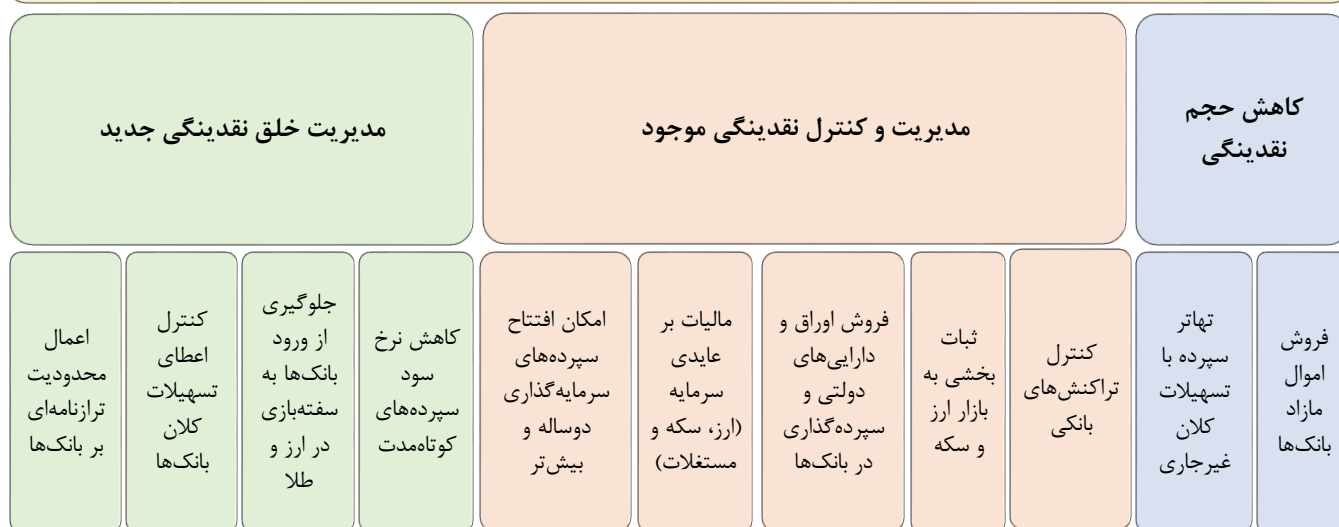 کاهش حجم
نقدینگی
مدیریت و کنترل نقدینگی موجود
مدیریت خلق نقدینگی جدید
فروش
اموال
مازاد
بانک‌ها
تهاتر
سپرده با
تسهیلات
کلان
غیرجاری
کنترل
تراکنش‌های
بانکی
ثبات
بخشی به
بازار ارز
و سکه
فروش اوراق و
دارایی‌های
دولتی و
سپرده‌گذاری
در بانک‌ها
مالیات بر
عایدی
سرمایه
(ارز، سکه و
مستغلات)
امکان افتتاح
سپرده‌های
سرمایه‌گذاری
دوساله و
بیش‌تر
کاهش نرخ
سود
سپرده‌های
کوتاه‌مدت
جلوگیری
از ورود
بانک‌ها به
سفته‌بازی
در ارز و
طلا
کنترل
اعطای
تسهیلات
کلان
بانک‌ها
اعمال
محدودیت
ترازنامه‌ای
بر بانک‌ها